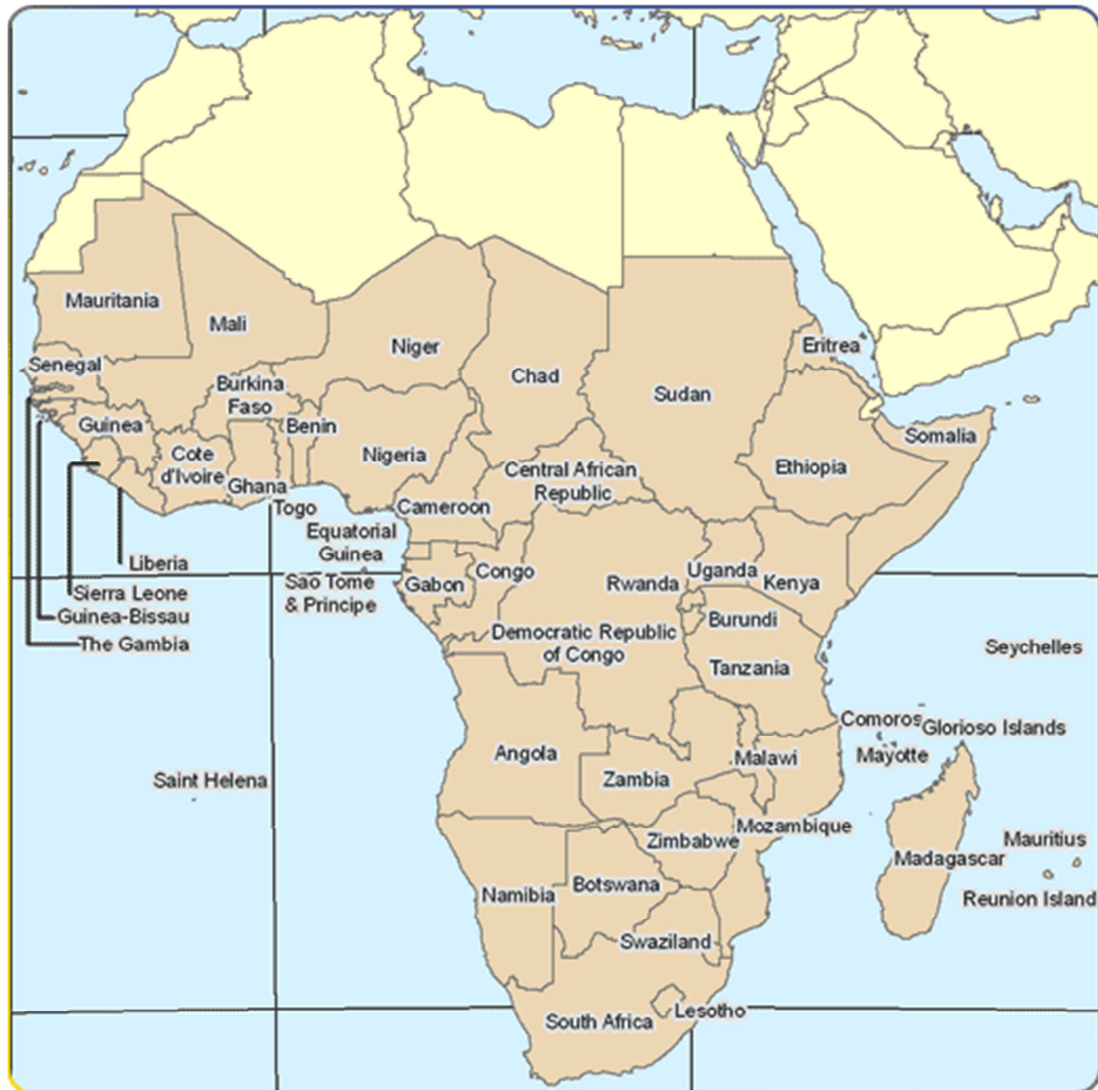 Mauritania
Mali
Niger
Chad
Sudan
Eritrea
Senegal
Burkina
Faso
Guinea
Benin
Nigeria
Cote
d'Ivoire
Ghana
Togo
Cameroon
Central African
Republic
Ethiopia
Somalia
Equatorial
Guinea
Liberia
Sierra Leone
Guinea-Bissau
The Gambia
Sao Tome
& Principe
Gabon
Congo
Rwanda
Uganda
Kenya
Burundi
Democratic Republic
of Congo
Tanzania
Seychelles
Comoros
Glorioso Islands
Mayotte
Angola
Zambia
Malawi
Saint Helena
Mozambique
Zimbabwe
Mauritius
Madagascar
Reunion Island
Namibia
Botswana
Swaziland
South Africa
Lesotho